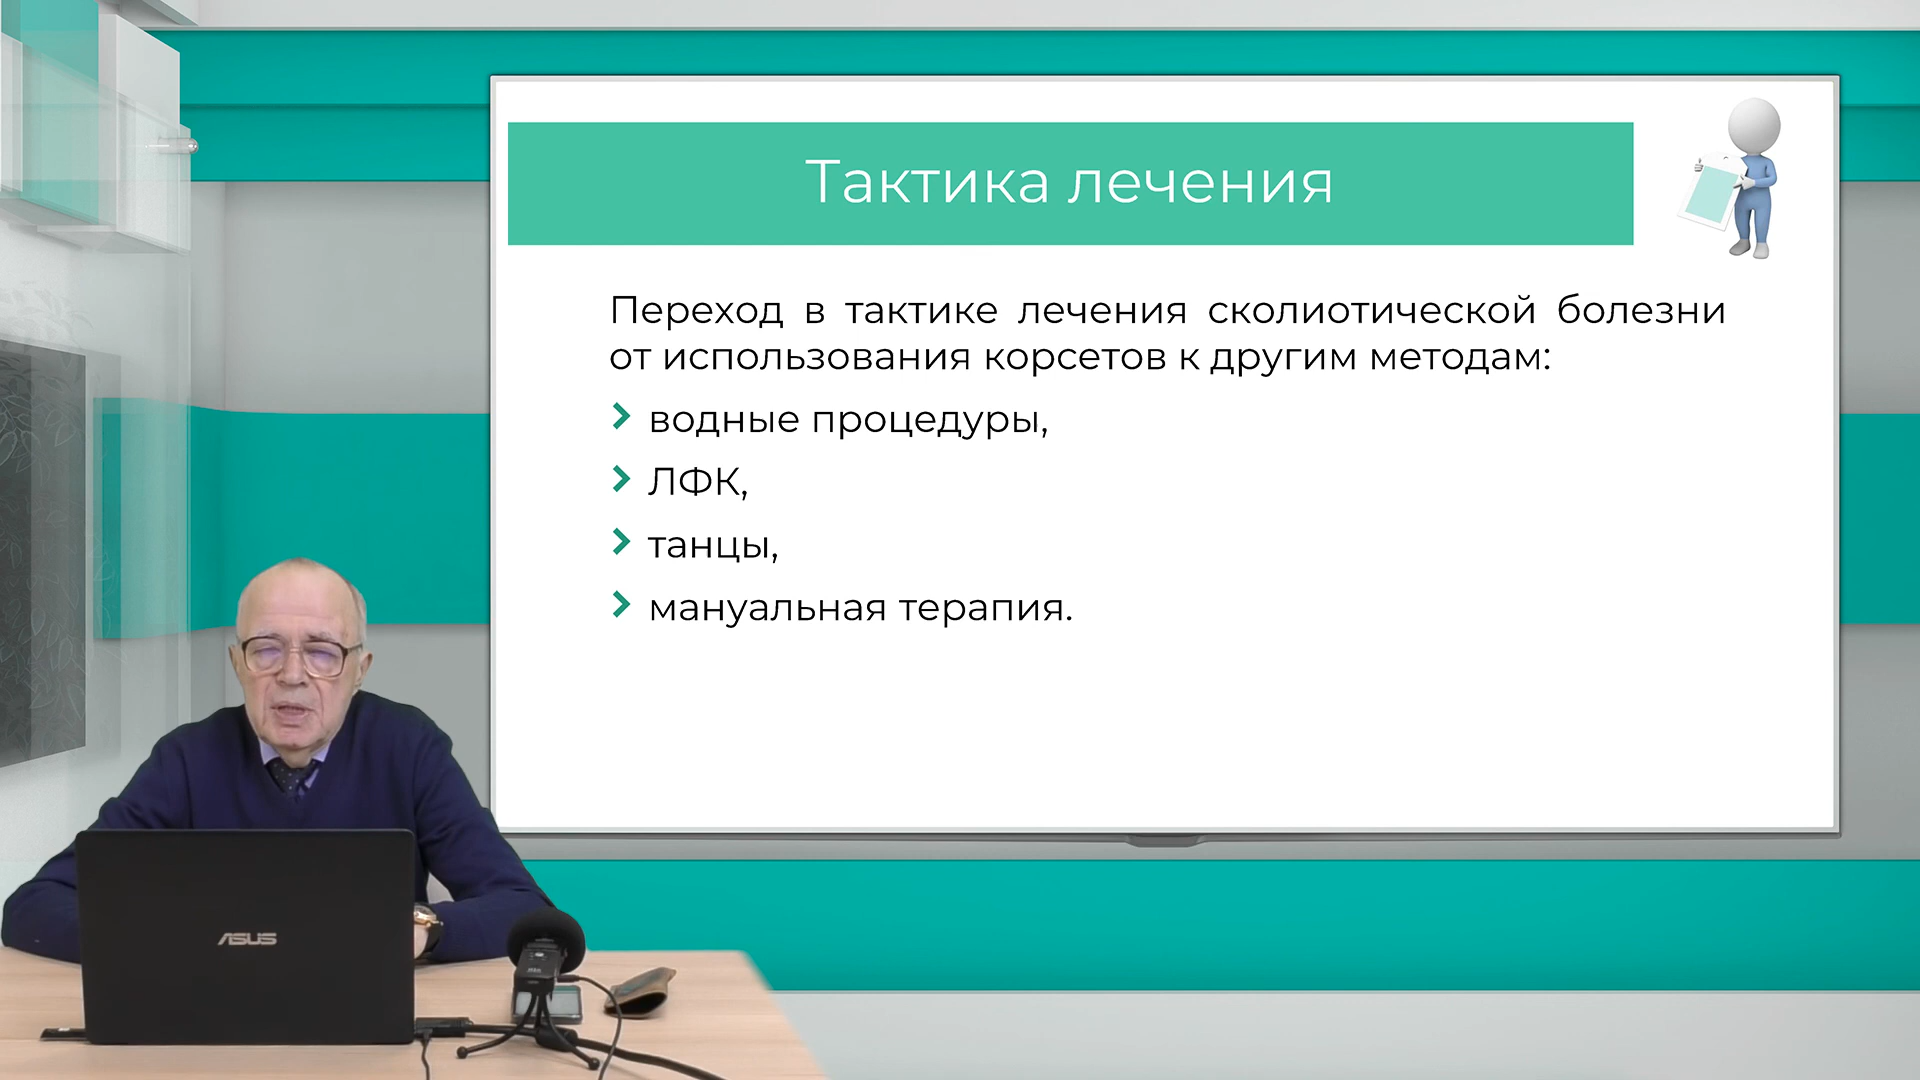 Тактика лечения
Переход в тактике лечения сколиотической болезни
от использования корсетов к другим методам:
водные процедуры,
ЛФК,
танцы,
мануальная терапия.
ASUS